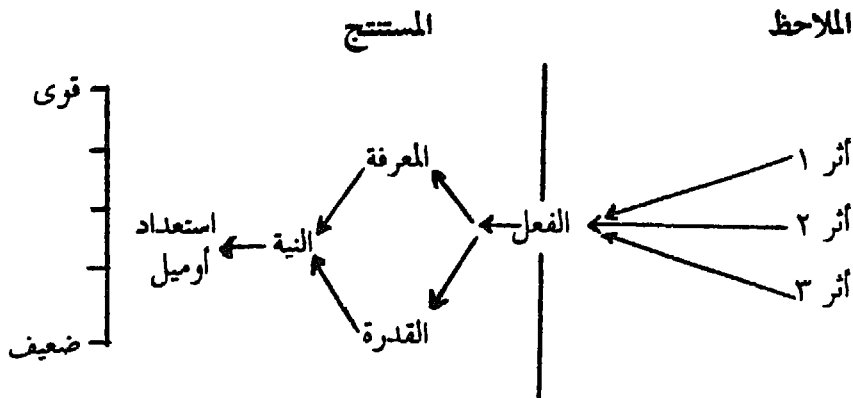 الملاحظ
المستنتج
قوى
أثر ١
المعرفة
أثر ٢
الفعل
النية
استعداد
أوميل
أثر ٣
القدرة
ضعيف